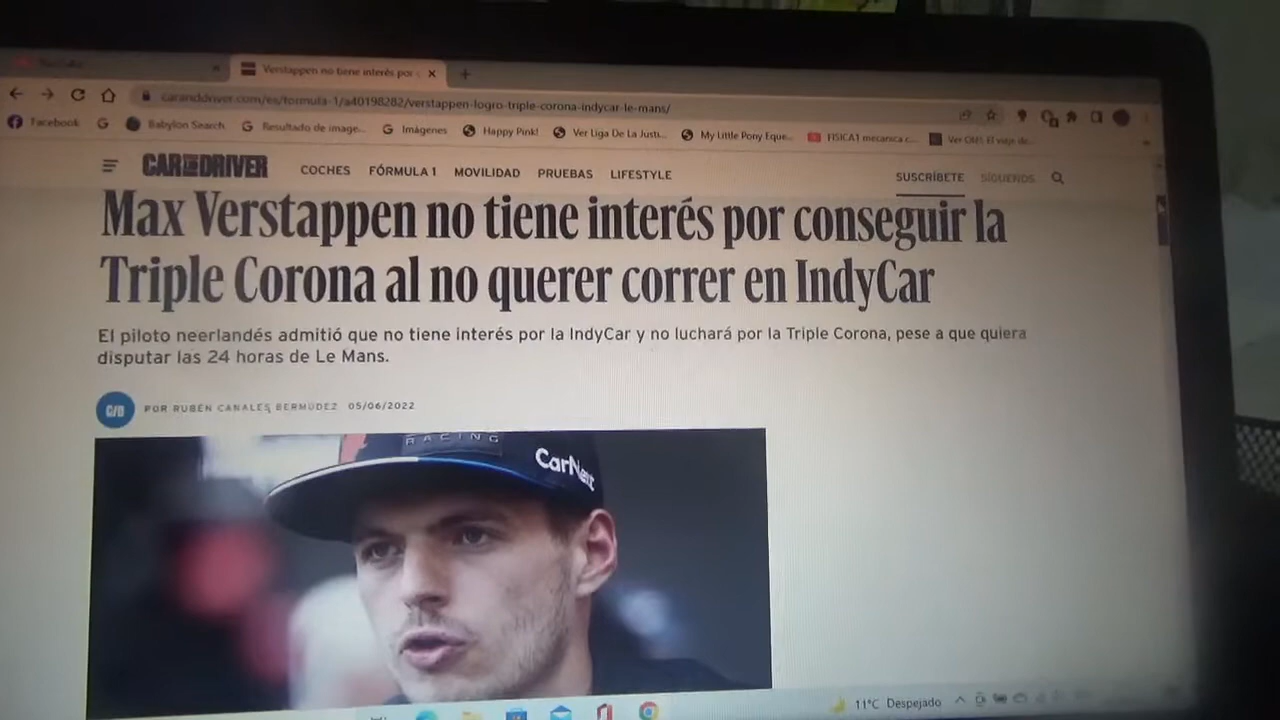 YouTube
Verstappen no tiene interés por c
caranddriver.com/es/formula-1/a40198282/verstappen-logro-triple-corona-indycar-le-mans/
Facebook
Babylon Search
Resultado de image...
Imágenes
Happy Pink!
Ver Liga De La Justi...
My Little Pony Eque...
FISICA1 mecanica c...
CAR AND DRIVER
COCHES
FÓRMULA 1
MOVILIDAD
PRUEBAS
LIFESTYLE
SUSCRÍBETE
SÍGUENOS
Max Verstappen no tiene interés por conseguir la
Triple Corona al no querer correr en IndyCar
El piloto neerlandés admitió que no tiene interés por la IndyCar y no luchará por la Triple Corona, pese a que quiera
disputar las 24 horas de Le Mans.
C/D
POR RUBÉN CANALES BERMÚDEZ 05/06/2022
RACING
CarNext
11°C Despejado